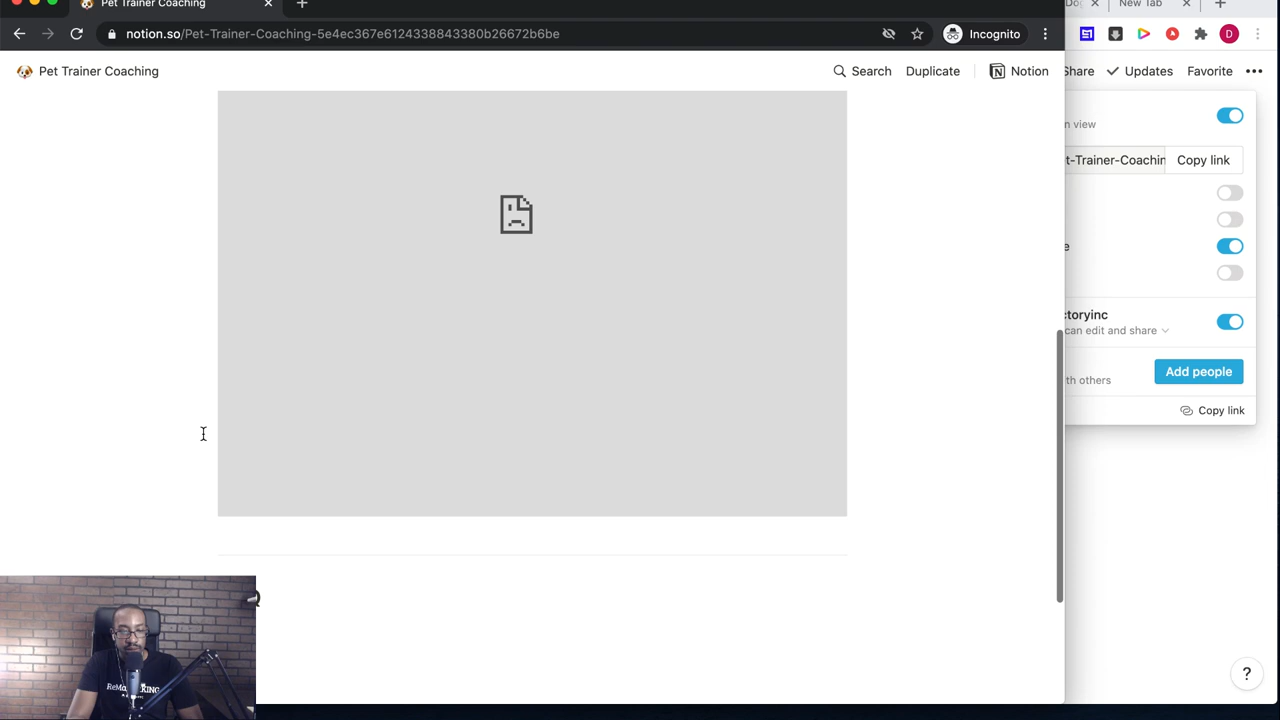 Pet Trainer Coaching
New Tab
notion.so/Pet-Trainer-Coaching-5e4ec367e6124338843380b26672b6be
Incognito
D
Pet Trainer Coaching
Search
Duplicate
Notion
Share
Updates
Favorite
n view
t-Trainer-Coachin
Copy link
e
ctoryinc
can edit and share
th others
Add people
Copy link
Q
?